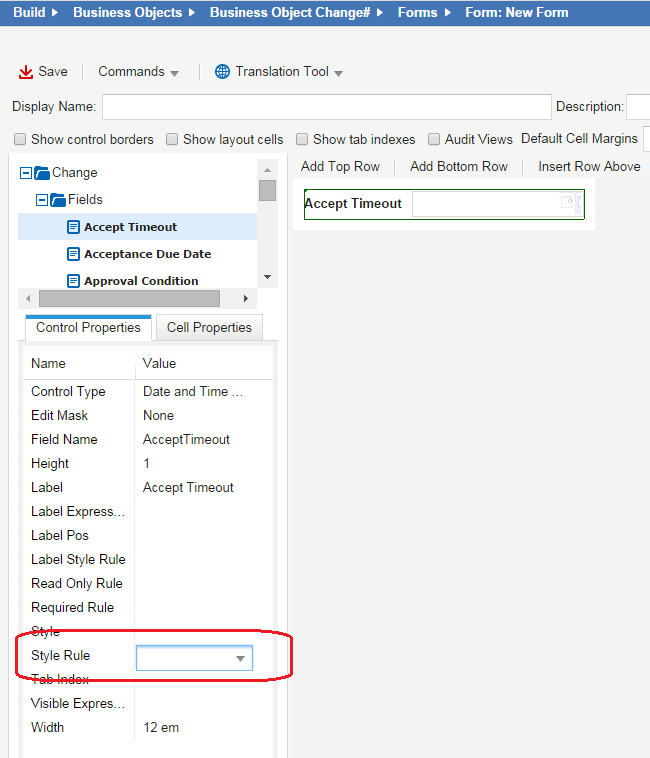 Build Business Objects Business Object Change# Forms Form: New Form
Save Commands Translation Tool
Display Name: Description:
Show control borders Show layout cells Show tab indexes Audit Views Default Cell Margins
Change
Fields
Accept Timeout
Acceptance Due Date
Approval Condition
Add Top Row Add Bottom Row Insert Row Above
Accept Timeout
Control Properties Cell Properties
Name Value
Control Type Date and Time ...
Edit Mask None
Field Name AcceptTimeout
Height 1
Label Accept Timeout
Label Express...
Label Pos
Label Style Rule
Read Only Rule
Required Rule
Style
Style Rule
Tab Index
Visible Expres...
Width 12 em